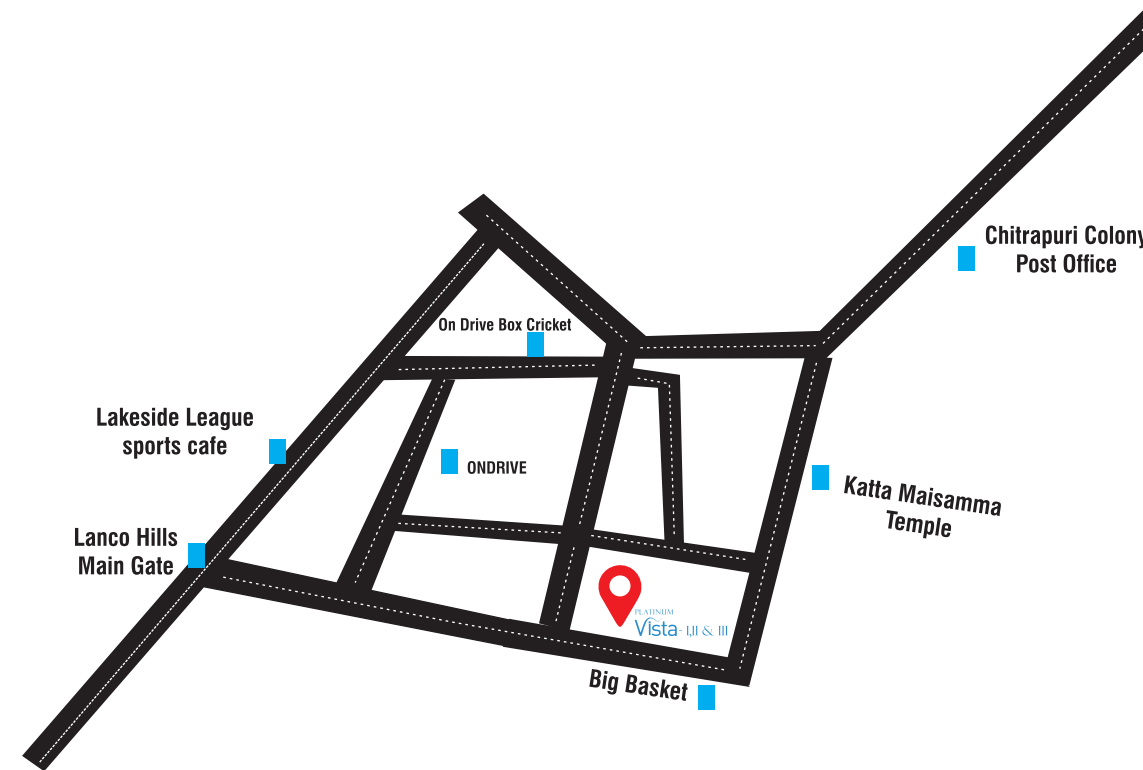 Chitrapuri Colony
Post Office
On Drive Box Cricket
Lakeside League
sports cafe
ONDRIVE
Katta Maisamma
Temple
Lanco Hills
Main Gate
PLATINUM
Vista - I,II & III
Big Basket